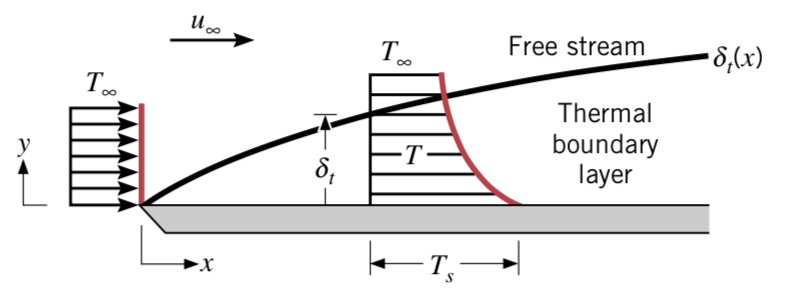 u∞
T∞
T∞
Free stream
δt(x)
Thermal
boundary
layer
y
δt
T
x
Ts